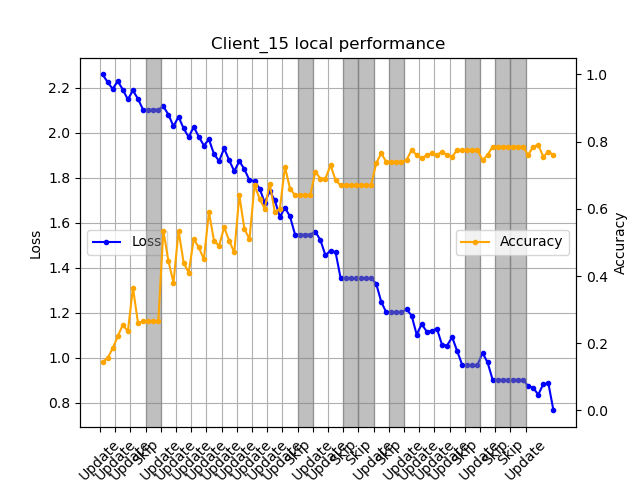 Client_15 local performance
2.2
2.0
1.8
1.6
1.4
1.2
1.0
0.8
Loss
Loss
Accuracy
1.0
0.8
0.6
0.4
0.2
0.0
Accuracy
Update
Update
Update
Skip
Update
Update
Update
Update
Update
Update
Update
Update
Update
Skip
Update
Update
Skip
Skip
Update
Skip
Update
Update
Update
Update
Skip
Update
Skip
Skip
Update